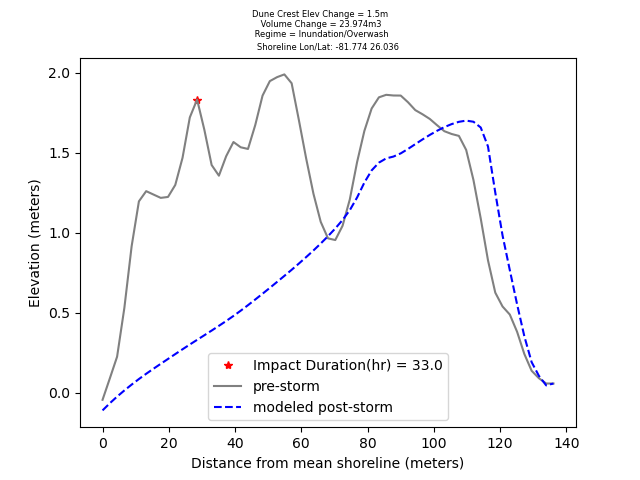 Dune Crest Elev Change = 1.5m
Volume Change = 23.974m3
Regime = Inundation/Overwash
Shoreline Lon/Lat: -81.774 26.036
2.0
1.5
1.0
0.5
0.0
Elevation (meters)
Impact Duration(hr) = 33.0
pre-storm
modeled post-storm
0 20 40 60 80 100 120 140
Distance from mean shoreline (meters)